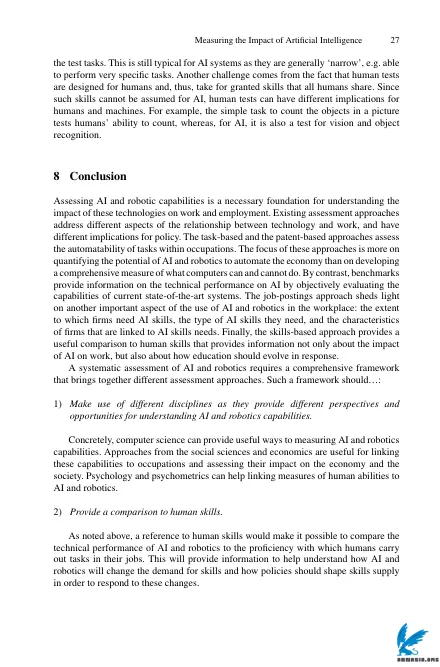 Measuring the Impact of Artificial Intelligence 27
the test tasks. This is still typical for AI systems as they are generally ‘narrow’, e.g. able
to perform very specific tasks. Another challenge comes from the fact that human tests
are designed for humans and, thus, take for granted skills that all humans share. Since
such skills cannot be assumed for AI, human tests can have different implications for
humans and machines. For example, the simple task to count the objects in a picture
tests humans’ ability to count, whereas, for AI, it is also a test for vision and object
recognition.
8 Conclusion
Assessing AI and robotic capabilities is a necessary foundation for understanding the
impact of these technologies on work and employment. Existing assessment approaches
address different aspects of the relationship between technology and work, and have
different implications for policy. The task-based and the patent-based approaches assess
the automatability of tasks within occupations. The focus of these approaches is more on
quantifying the potential of AI and robotics to automate the economy than on developing
a comprehensive measure of what computers can and cannot do. By contrast, benchmarks
provide information on the technical performance on AI by objectively evaluating the
capabilities of current state-of-the-art systems. The job-postings approach sheds light
on another important aspect of the use of AI and robotics in the workplace: the extent
to which firms need AI skills, the type of AI skills they need, and the characteristics
of firms that are linked to AI skills needs. Finally, the skills-based approach provides a
useful comparison to human skills that provides information not only about the impact
of AI on work, but also about how education should evolve in response.
A systematic assessment of AI and robotics requires a comprehensive framework
that brings together different assessment approaches. Such a framework should…:
1) Make use of different disciplines as they provide different perspectives and
opportunities for understanding AI and robotics capabilities.
Concretely, computer science can provide useful ways to measuring AI and robotics
capabilities. Approaches from the social sciences and economics are useful for linking
these capabilities to occupations and assessing their impact on the economy and the
society. Psychology and psychometrics can help linking measures of human abilities to
AI and robotics.
2) Provide a comparison to human skills.
As noted above, a reference to human skills would make it possible to compare the
technical performance of AI and robotics to the proficiency with which humans carry
out tasks in their jobs. This will provide information to help understand how AI and
robotics will change the demand for skills and how policies should shape skills supply
in order to respond to these changes.